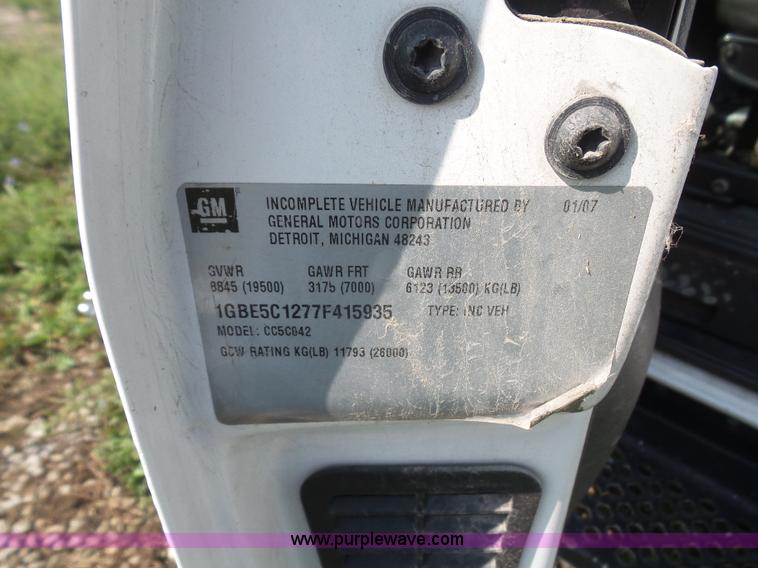 GM
INCOMPLETE VEHICLE MANUFACTURED BY 01/07
GENERAL MOTORS CORPORATION
DETROIT, MICHIGAN 48243
GVWR GAWR FRT GAWR RR
8845 (19500) 3175 (7000) 6123 (13500) KG(LB)
1GBE5C1277F415935 TYPE: INC VEH
MODEL: CC5C042
GCW RATING KG(LB) 11793 (26000)
www.purplewave.com